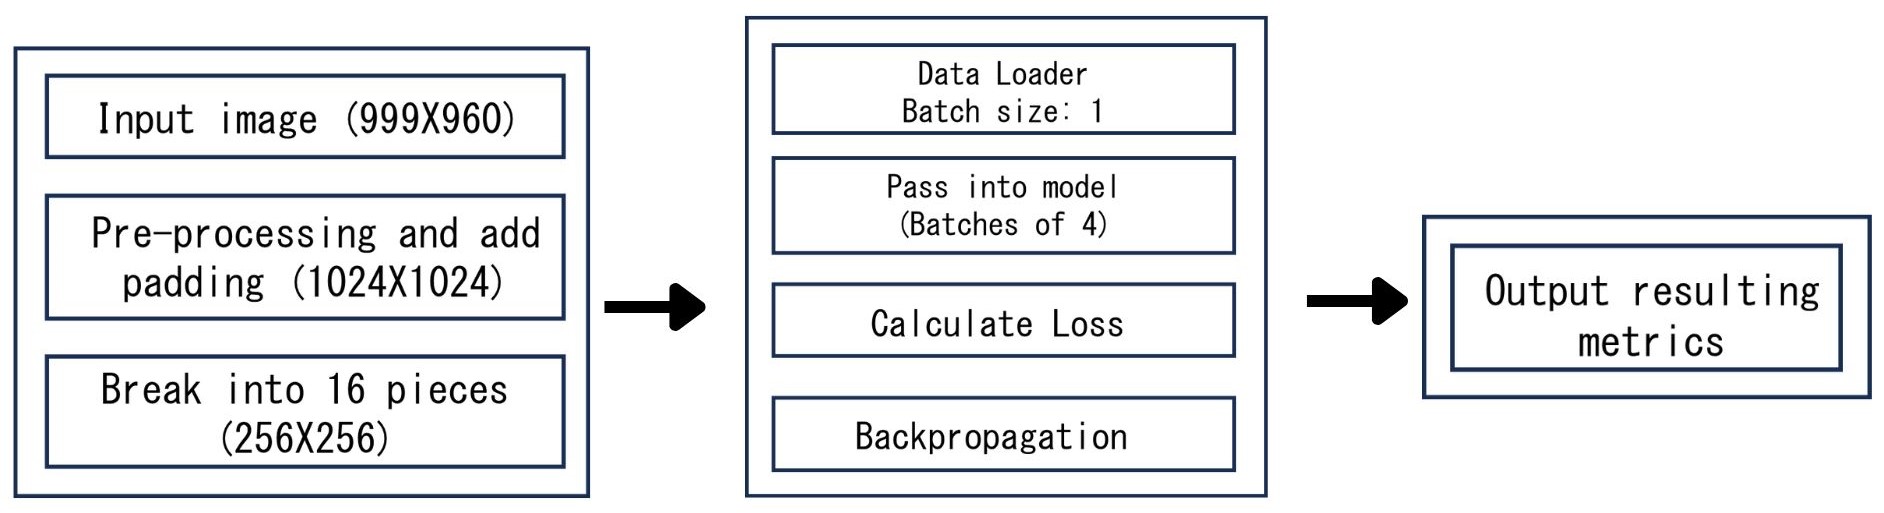 Input image (999X960)
Pre-processing and add
padding (1024X1024)
Break into 16 pieces
(256X256)
Data Loader
Batch size: 1
Pass into model
(Batches of 4)
Calculate Loss
Backpropagation
Output resulting
metrics